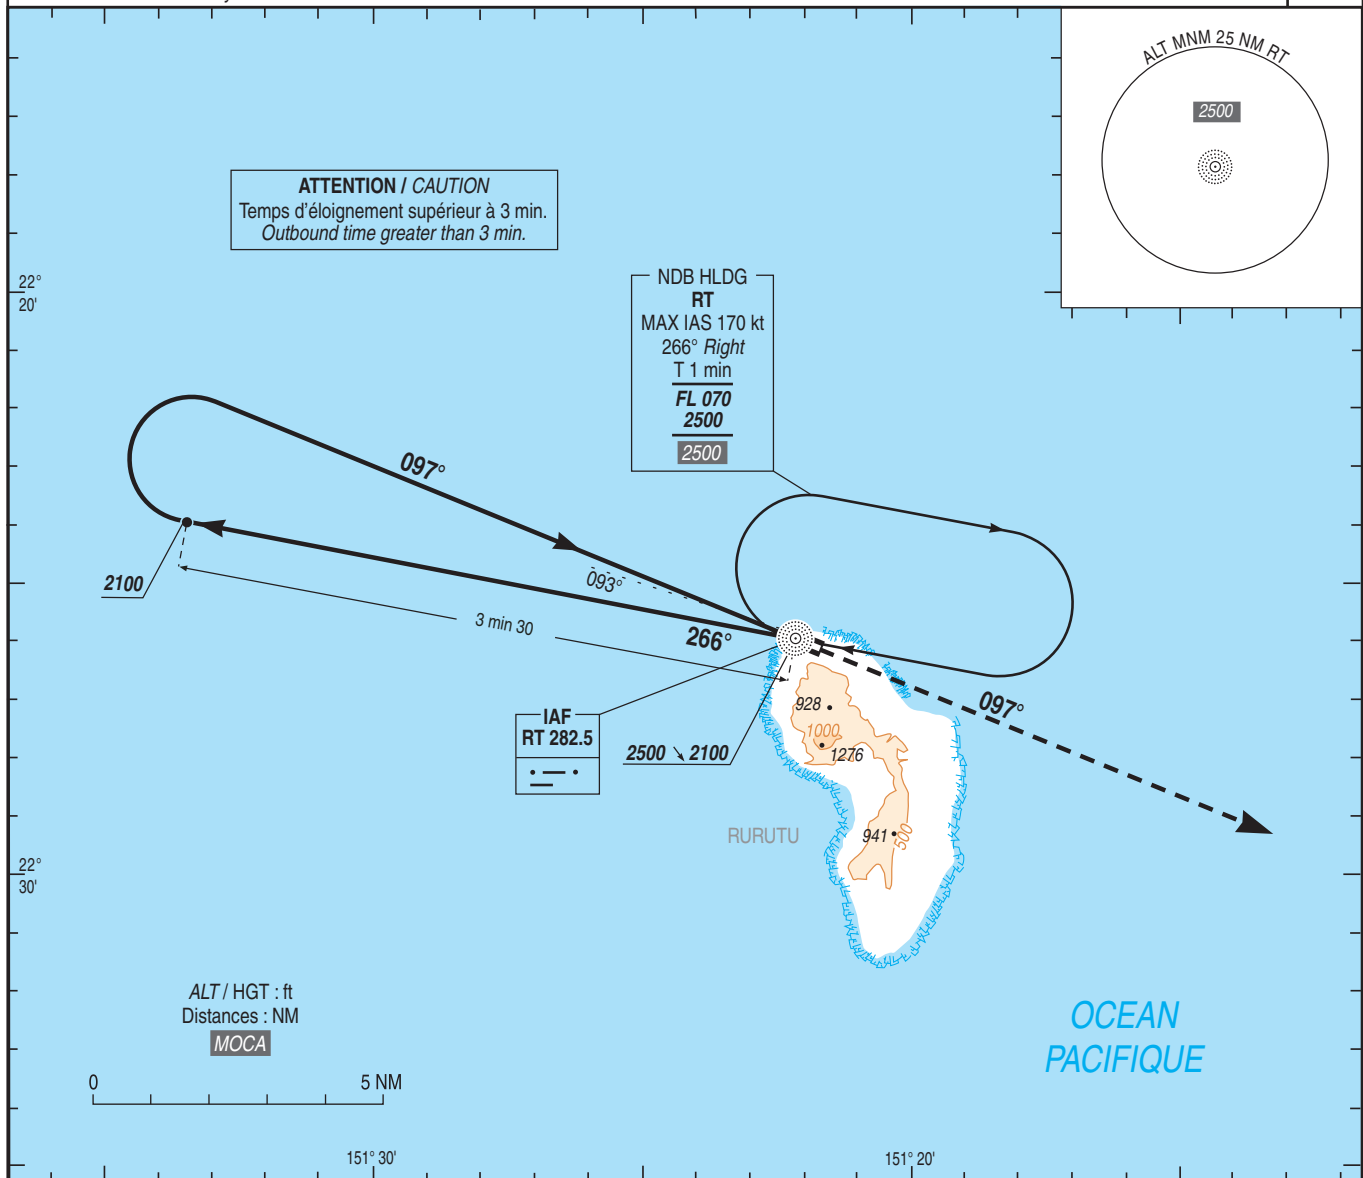 ALT MNM 25 NM RT
2500
ATTENTION / CAUTION
Temps d'éloignement supérieur à 3 min.
Outbound time greater than 3 min.
22°
20'
NDB HLDG
RT
MAX IAS 170 kt
266° Right
T 1 min
FL 070
2500
2500
097°
093°
2100
3 min 30
266°
097°
IAF
RT 282.5
2500 ↘ 2100
928
1000
1276
941
500
RURUTU
22°
30'
ALT / HGT : ft
Distances : NM
MOCA
0 5 NM
OCEAN
PACIFIQUE
151° 30' 151° 20'